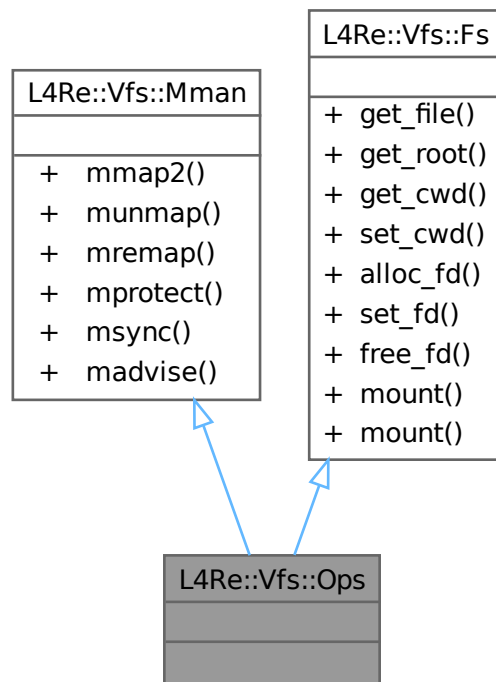 L4Re::Vfs::Mman
+ mmap2()
+ munmap()
+ mremap()
+ mprotect()
+ msync()
+ madvise()
L4Re::Vfs::Fs
+ get_file()
+ get_root()
+ get_cwd()
+ set_cwd()
+ alloc_fd()
+ set_fd()
+ free_fd()
+ mount()
+ mount()
L4Re::Vfs::Ops